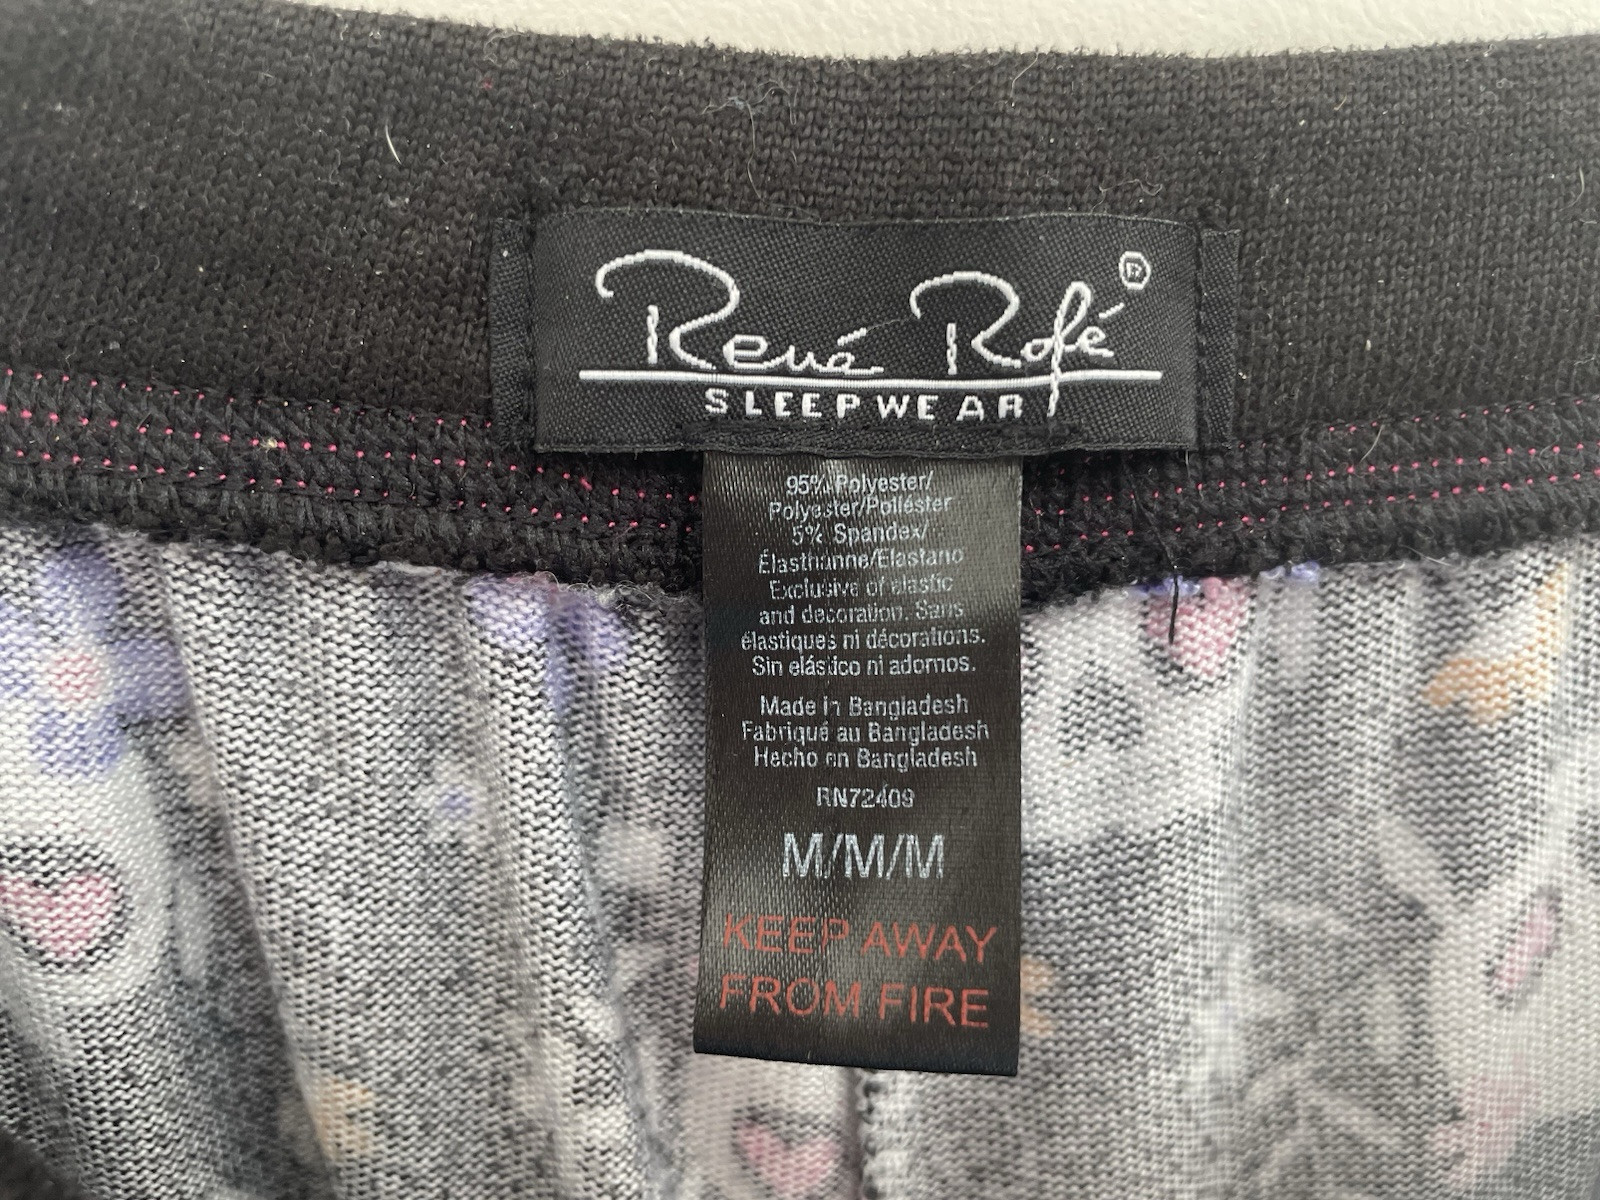 René Rofé ®
SLEEPWEAR
95% Polyester/
Polyester/Poliéster
5% Spandex/
Élasthanne/Elastano
Exclusive of elastic
and decoration. Sans
élastiques ni décorations.
Sin elástico ni adornos.
Made in Bangladesh
Fabriqué au Bangladesh
Hecho en Bangladesh
RN72409
M/M/M
KEEP AWAY
FROM FIRE